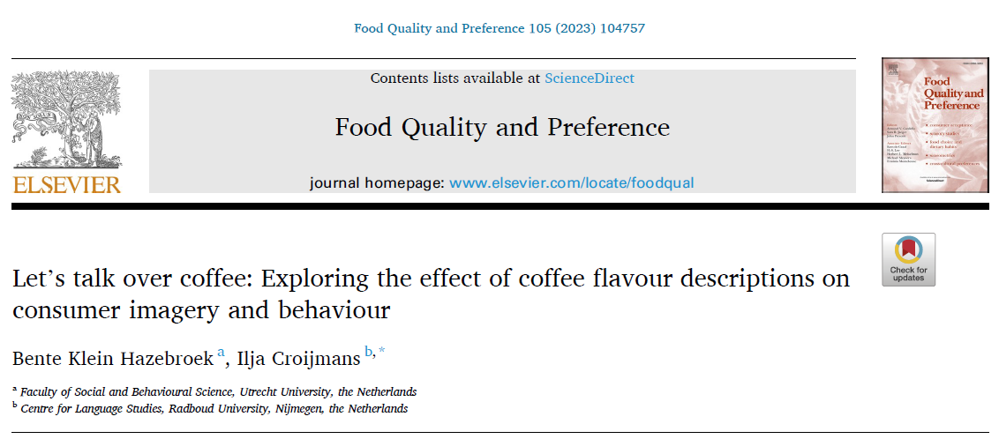 Food Quality and Preference 105 (2023) 104757
Contents lists available at ScienceDirect
Food Quality and Preference
journal homepage: www.elsevier.com/locate/foodqual
ELSEVIER
Food
Quality and
Preference
Check for
updates
Let’s talk over coffee: Exploring the effect of coffee flavour descriptions on
consumer imagery and behaviour
Bente Klein Hazebroek a, Ilja Croijmans b,*
a Faculty of Social and Behavioural Science, Utrecht University, the Netherlands
b Centre for Language Studies, Radboud University, Nijmegen, the Netherlands